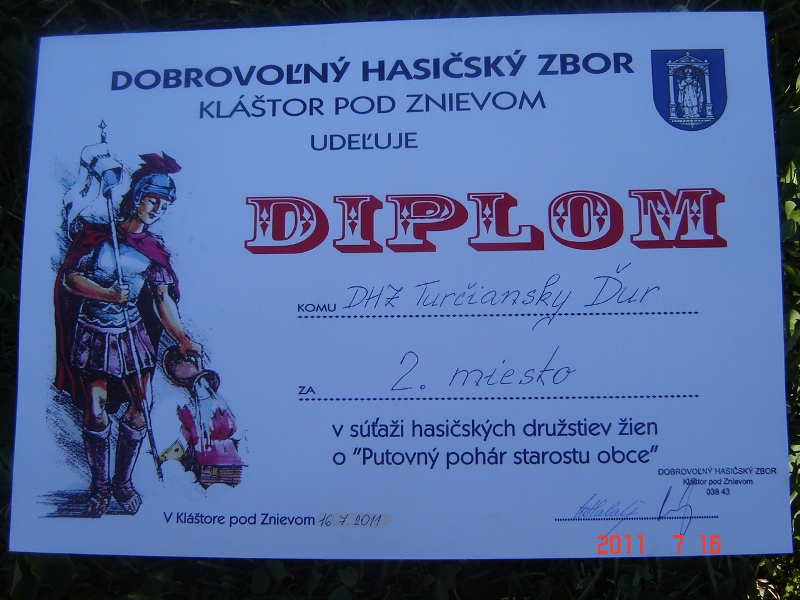 DOBROVOĽNÝ HASIČSKÝ ZBOR
KLÁŠTOR POD ZNIEVOM
UDEĽUJE
DIPLOM
KOMU DHZ Turčiansky Ďur
ZA 2. miesto
v súťaži hasičských družstiev žien
o "Putovný pohár starostu obce"
DOBROVOĽNÝ HASIČSKÝ ZBOR
Kláštor pod Znievom
038 43
V Kláštore pod Znievom 16.7.2011
2011 7 16